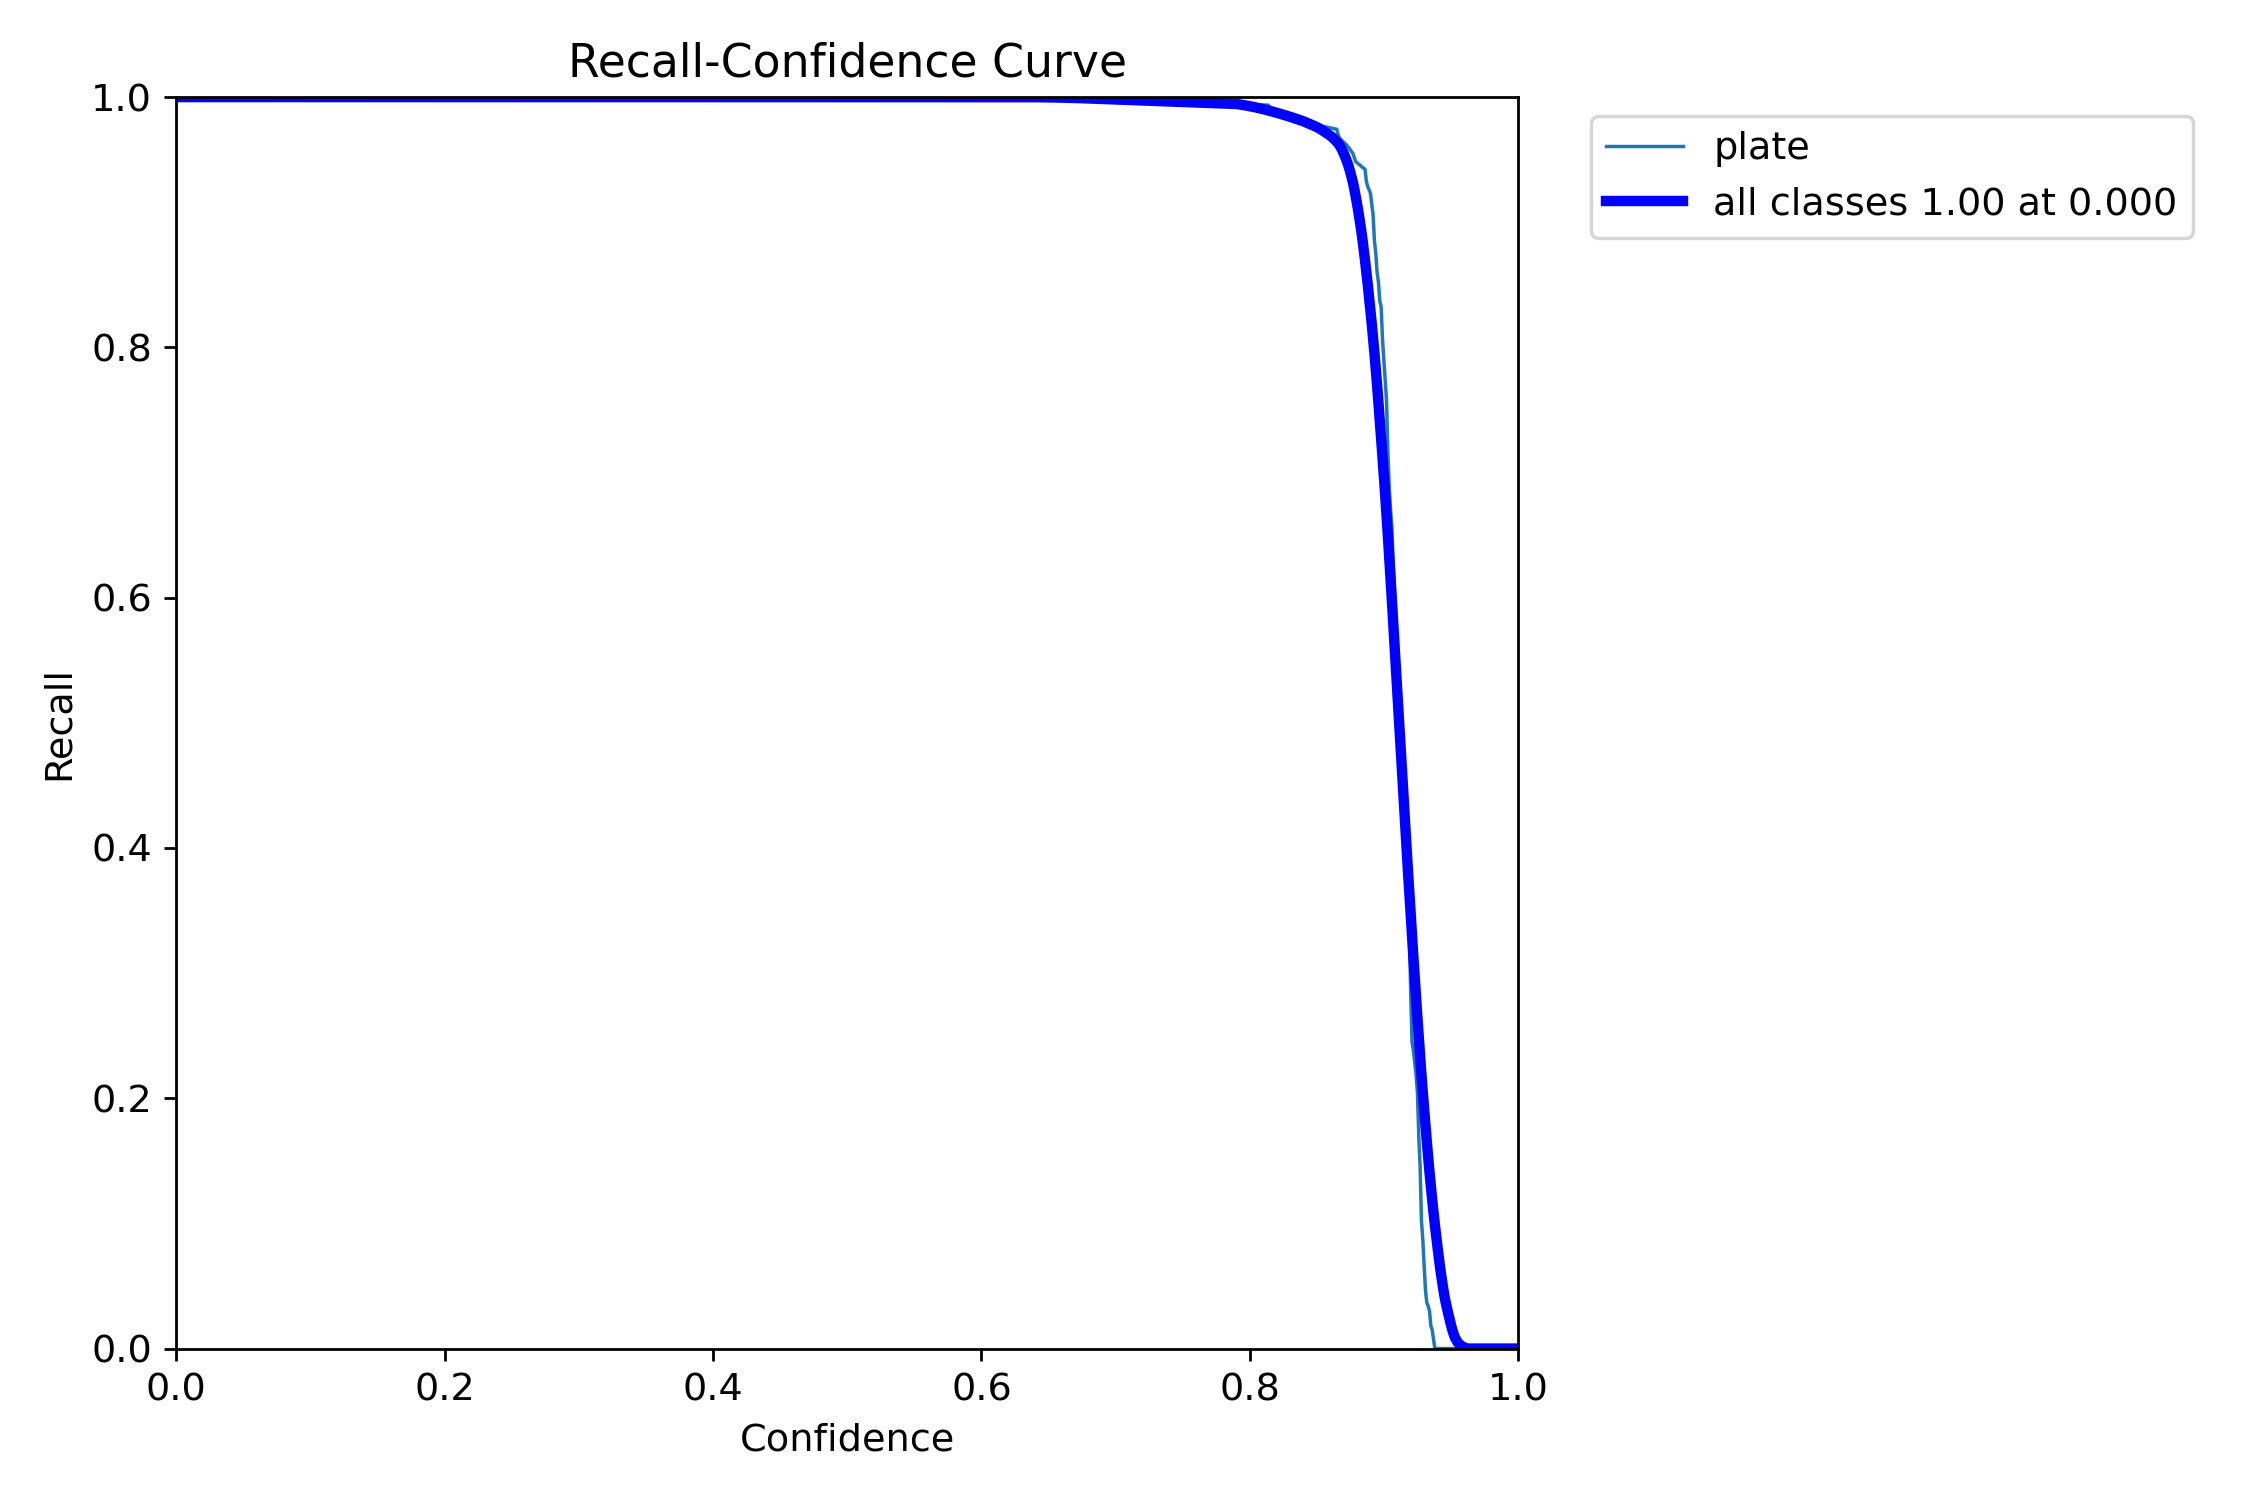 Recall-Confidence Curve
1.0
0.8
0.6
0.4
0.2
0.0
Recall
0.0 0.2 0.4 0.6 0.8 1.0
Confidence
plate
all classes 1.00 at 0.000